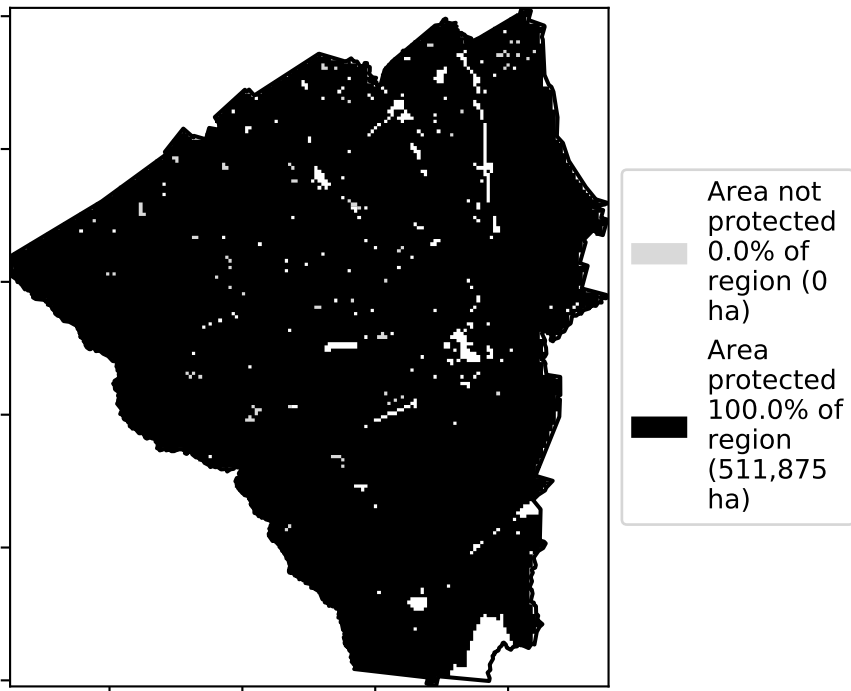 Area not
protected
0.0% of
region (0
ha)
Area
protected
100.0% of
region
(511,875
ha)